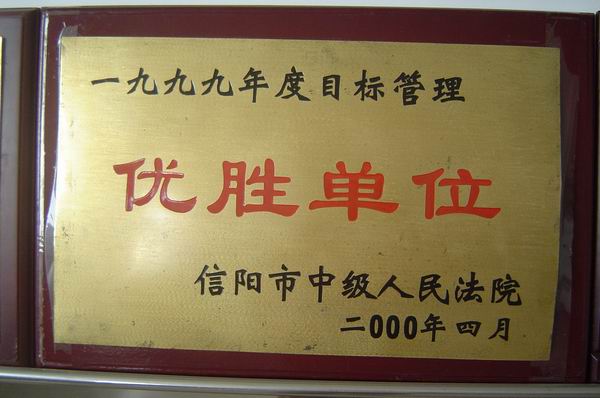 一九九九年度目标管理
优胜单位
信阳市中级人民法院
二000年四月